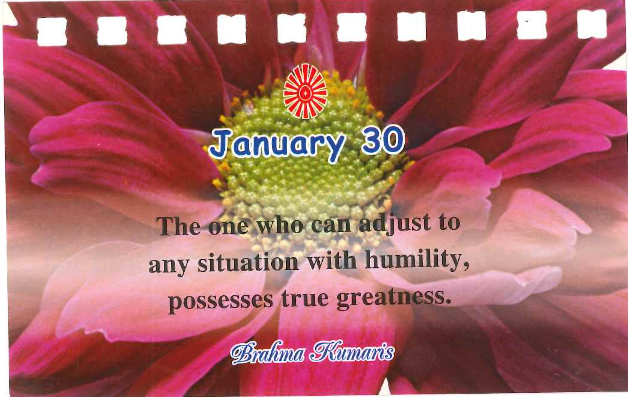 January 30
The one who can adjust to
any situation with humility,
possesses true greatness.
Brahma Kumaris